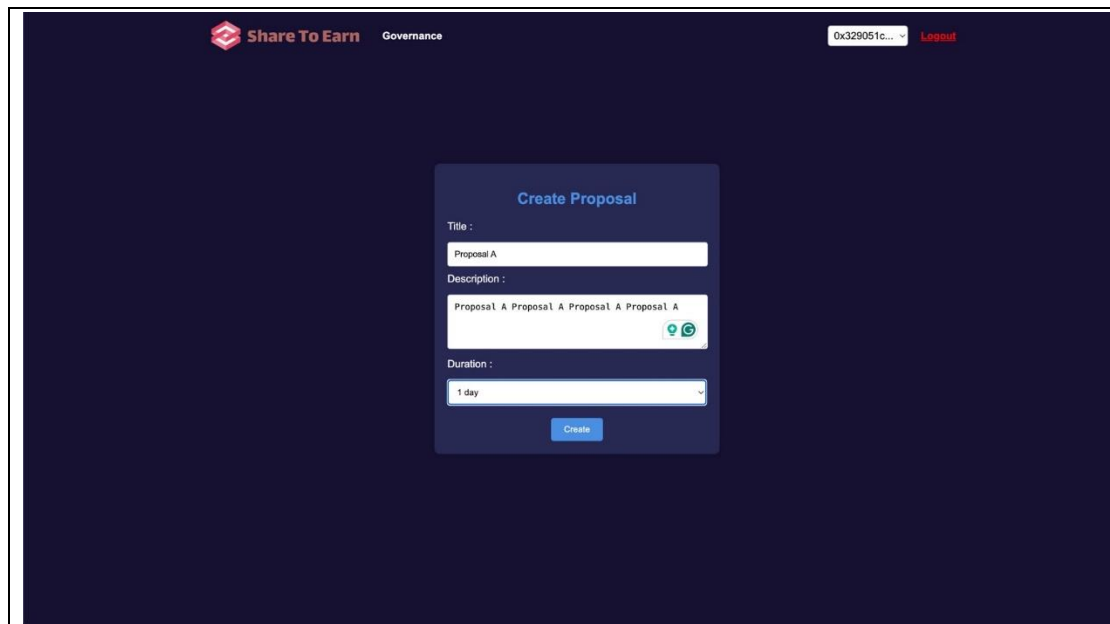 Share To Earn
Governance
0x329051c...
Logout
Create Proposal
Title :
Proposal A
Description :
Proposal A Proposal A Proposal A Proposal A
Duration :
1 day
Create